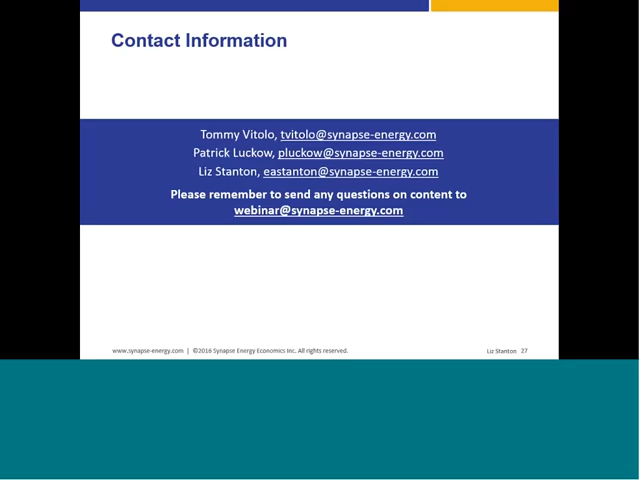 Contact Information
Tommy Vitolo, tvitolo@synapse-energy.com
Patrick Luckow, pluckow@synapse-energy.com
Liz Stanton, eastanton@synapse-energy.com
Please remember to send any questions on content to
webinar@synapse-energy.com
www.synapse-energy.com | ©2016 Synapse Energy Economics Inc. All rights reserved.
Liz Stanton 27